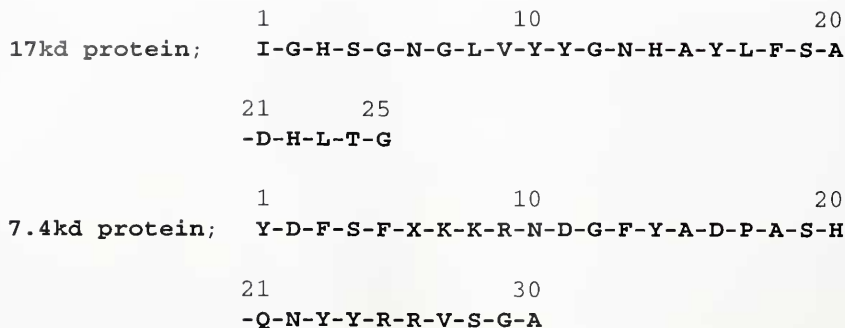 1 10 20
17kd protein; I-G-H-S-G-N-G-L-V-Y-Y-G-N-H-A-Y-L-F-S-A
21 25
-D-H-L-T-G
1 10 20
7.4kd protein; Y-D-F-S-F-X-K-K-R-N-D-G-F-Y-A-D-P-A-S-H
21 30
-Q-N-Y-Y-R-R-V-S-G-A